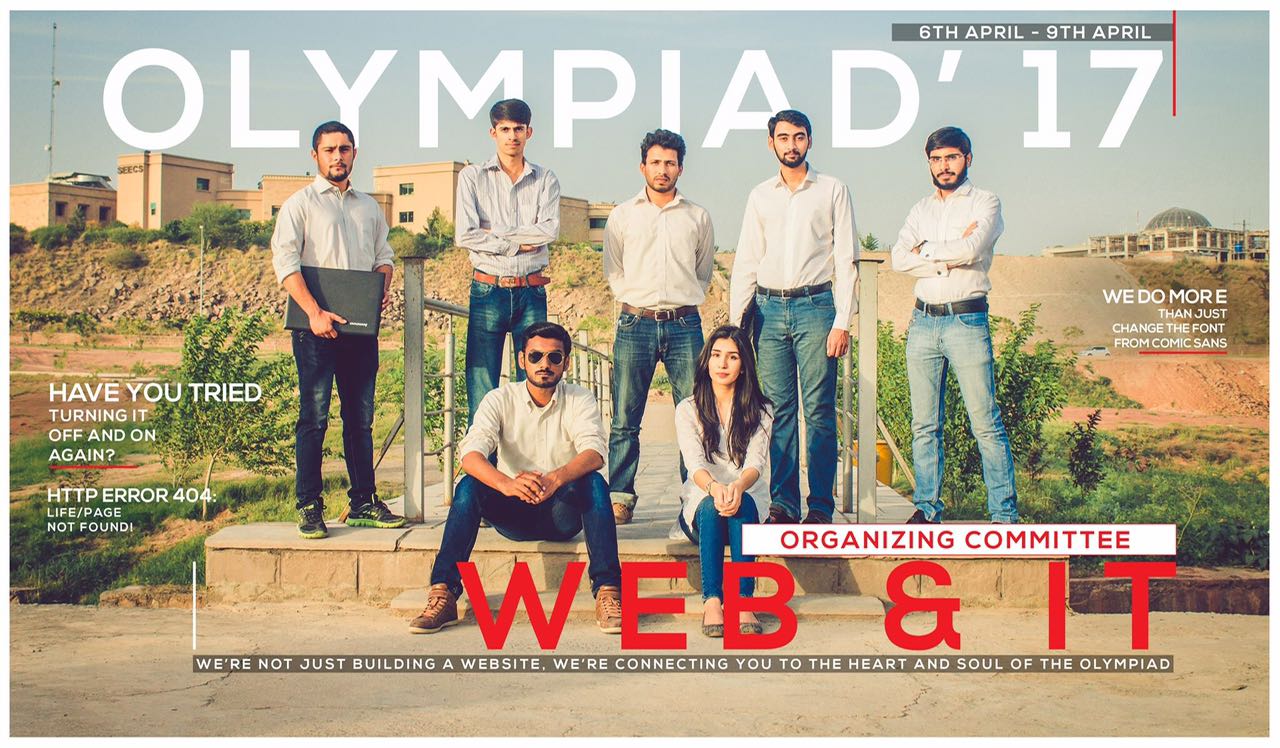 6TH APRIL - 9TH APRIL
OLYMPIAD' 17
SEECS
WE DO MORE
THAN JUST
CHANGE THE FONT
FROM COMIC SANS
HAVE YOU TRIED
TURNING IT
OFF AND ON
AGAIN?
HTTP ERROR 404:
LIFE/PAGE
NOT FOUND!
ORGANIZING COMMITTEE
WEB & IT
WE'RE NOT JUST BUILDING A WEBSITE, WE'RE CONNECTING YOU TO THE HEART AND SOUL OF THE OLYMPIAD